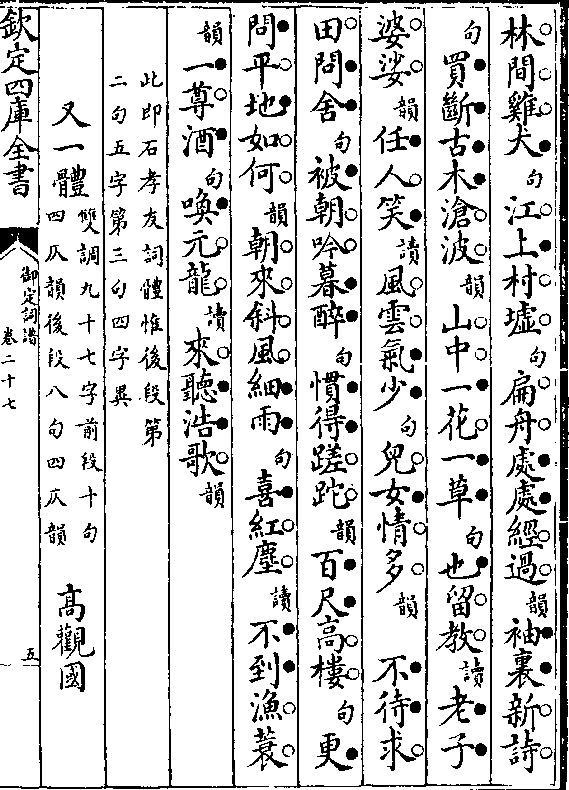 林間雞犬句江上村墟句扁舟處處經過韻袖裏新詩
句買斷古木滄波韻山中一花一草句也留教讀老子
婆娑韻任人笑讀風雲氣少句兒女情多韻　不待求
田問舍句被朝吟暮醉句慣得蹉跎韻百尺高樓句更
問平地如何韻朝來斜風細雨句喜紅塵讀不到漁蓑
韻一尊酒句喚元龍讀來聽浩歌韻
此即石孝友詞體惟後段第
二句五字第三句四字異
又一體
雙調九十七字前段十句
四仄韻後段八句四仄韻
高觀國
欽定四庫全書
御定詞譜
卷二十七
五